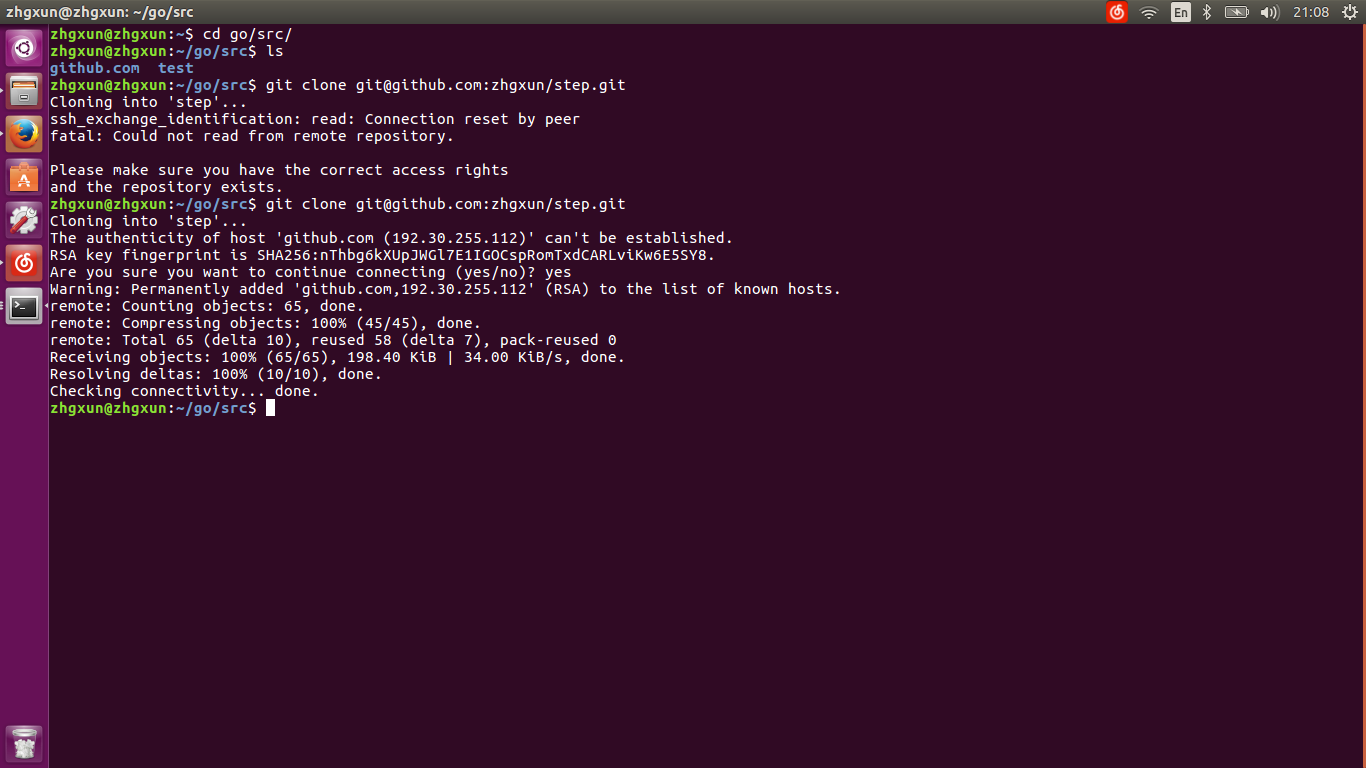 zhgxun@zhgxun: ~/go/src
En
21:08
zhgxun@zhgxun:~$ cd go/src/
zhgxun@zhgxun:~/go/src$ ls
github.com  test
zhgxun@zhgxun:~/go/src$ git clone git@github.com:zhgxun/step.git
Cloning into 'step'...
ssh_exchange_identification: read: Connection reset by peer
fatal: Could not read from remote repository.

Please make sure you have the correct access rights
and the repository exists.
zhgxun@zhgxun:~/go/src$ git clone git@github.com:zhgxun/step.git
Cloning into 'step'...
The authenticity of host 'github.com (192.30.255.112)' can't be established.
RSA key fingerprint is SHA256:nThbg6kXUpJWGl7E1IGOCspRomTxdCARLviKw6E5SY8.
Are you sure you want to continue connecting (yes/no)? yes
Warning: Permanently added 'github.com,192.30.255.112' (RSA) to the list of known hosts.
remote: Counting objects: 65, done.
remote: Compressing objects: 100% (45/45), done.
remote: Total 65 (delta 10), reused 58 (delta 7), pack-reused 0
Receiving objects: 100% (65/65), 198.40 KiB | 34.00 KiB/s, done.
Resolving deltas: 100% (10/10), done.
Checking connectivity... done.
zhgxun@zhgxun:~/go/src$